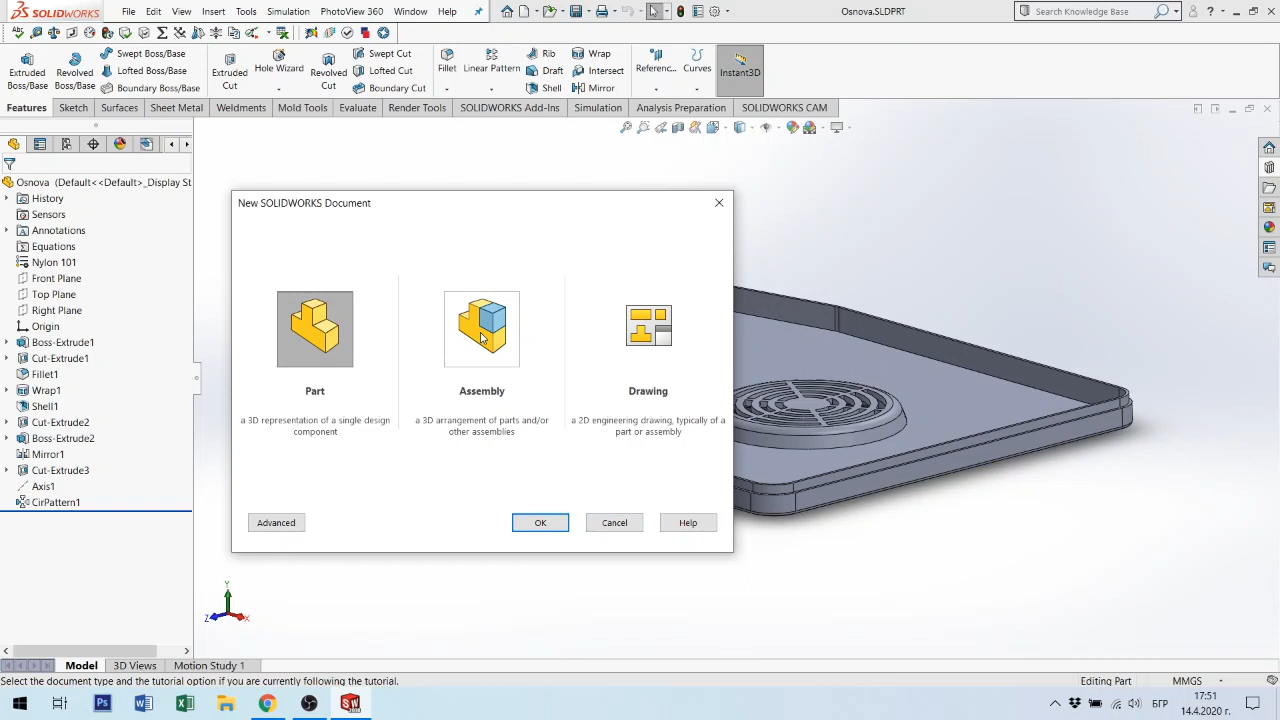 SOLIDWORKS File Edit View Insert Tools Simulation PhotoView 360 Window Help Osnova.SLDPRT Search Knowledge Base
Extruded Boss/Base
Revolved Boss/Base
Swept Boss/Base
Lofted Boss/Base
Boundary Boss/Base
Extruded Cut
Hole Wizard
Revolved Cut
Swept Cut
Lofted Cut
Boundary Cut
Fillet
Linear Pattern
Rib
Draft
Shell
Wrap
Intersect
Mirror
Referenc...
Curves
Instant3D
Features Sketch Surfaces Sheet Metal Weldments Mold Tools Evaluate Render Tools SOLIDWORKS Add-Ins Simulation Analysis Preparation SOLIDWORKS CAM
Osnova (Default<<Default>_Display St
History
Sensors
Annotations
Equations
Nylon 101
Front Plane
Top Plane
Right Plane
Origin
Boss-Extrude1
Cut-Extrude1
Fillet1
Wrap1
Shell1
Cut-Extrude2
Boss-Extrude2
Mirror1
Cut-Extrude3
Axis1
CirPattern1
New SOLIDWORKS Document
Part
a 3D representation of a single design
component
Assembly
a 3D arrangement of parts and/or
other assemblies
Drawing
a 2D engineering drawing, typically of a
part or assembly
Advanced OK Cancel Help
Y
Z X
Model 3D Views Motion Study 1
Select the document type and the tutorial option if you are currently following the tutorial. Editing Part MMGS
БГР
17:51
14.4.2020 г.